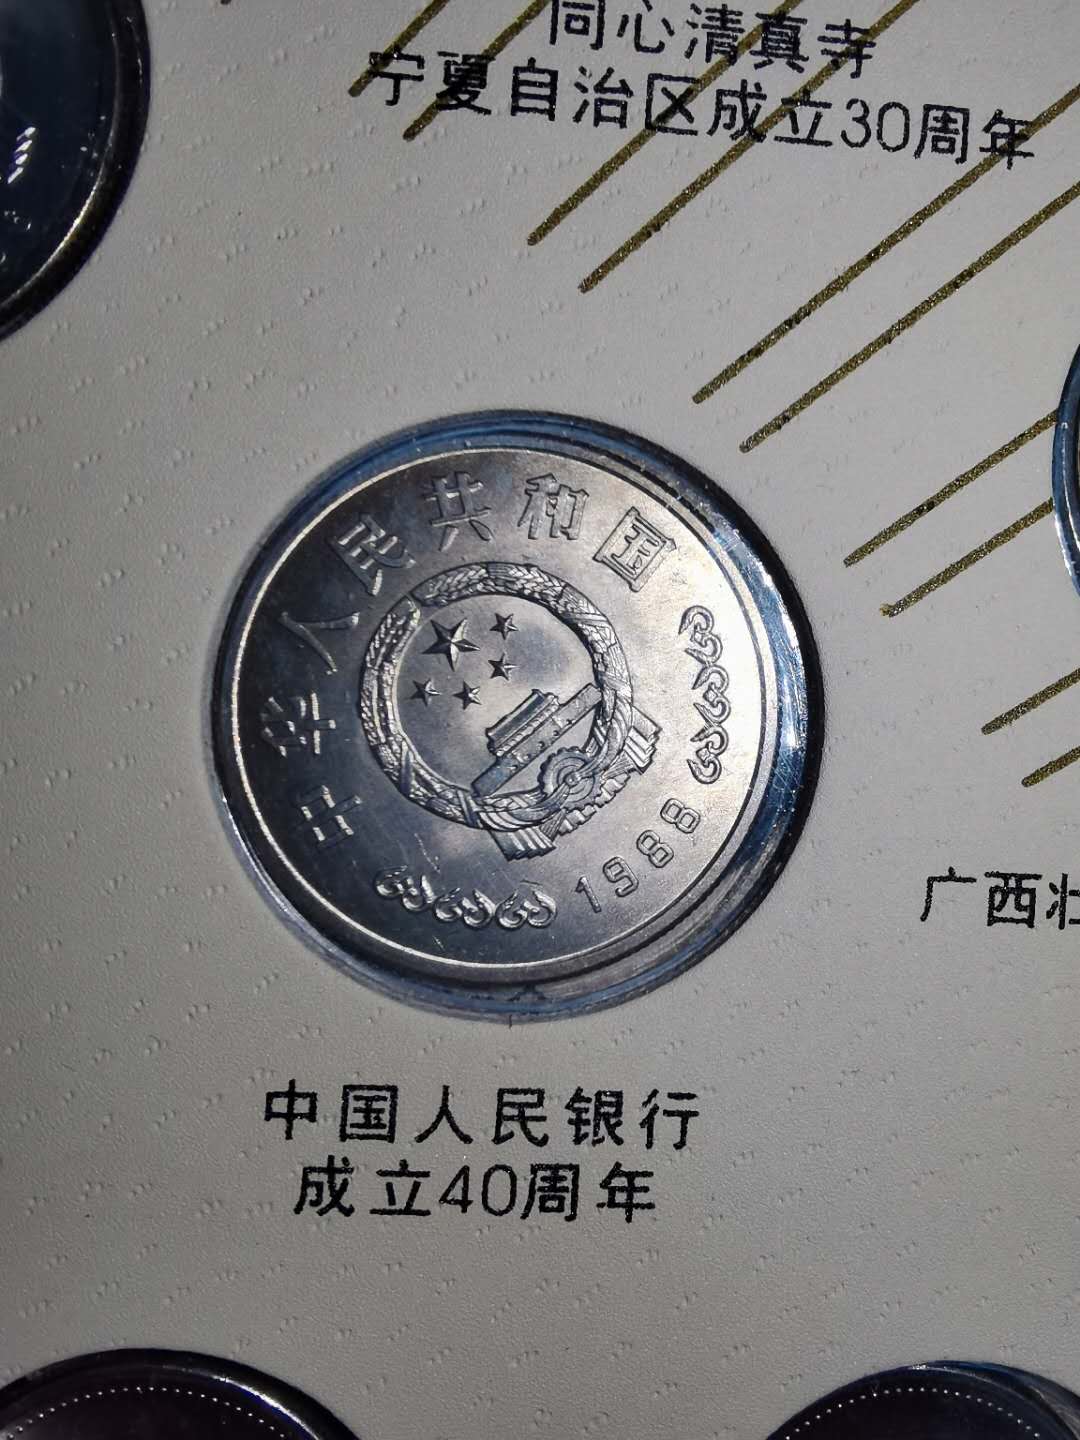 同心清真寺
宁夏自治区成立30周年
中华人民共和国
1988
广西壮
中国人民银行
成立40周年